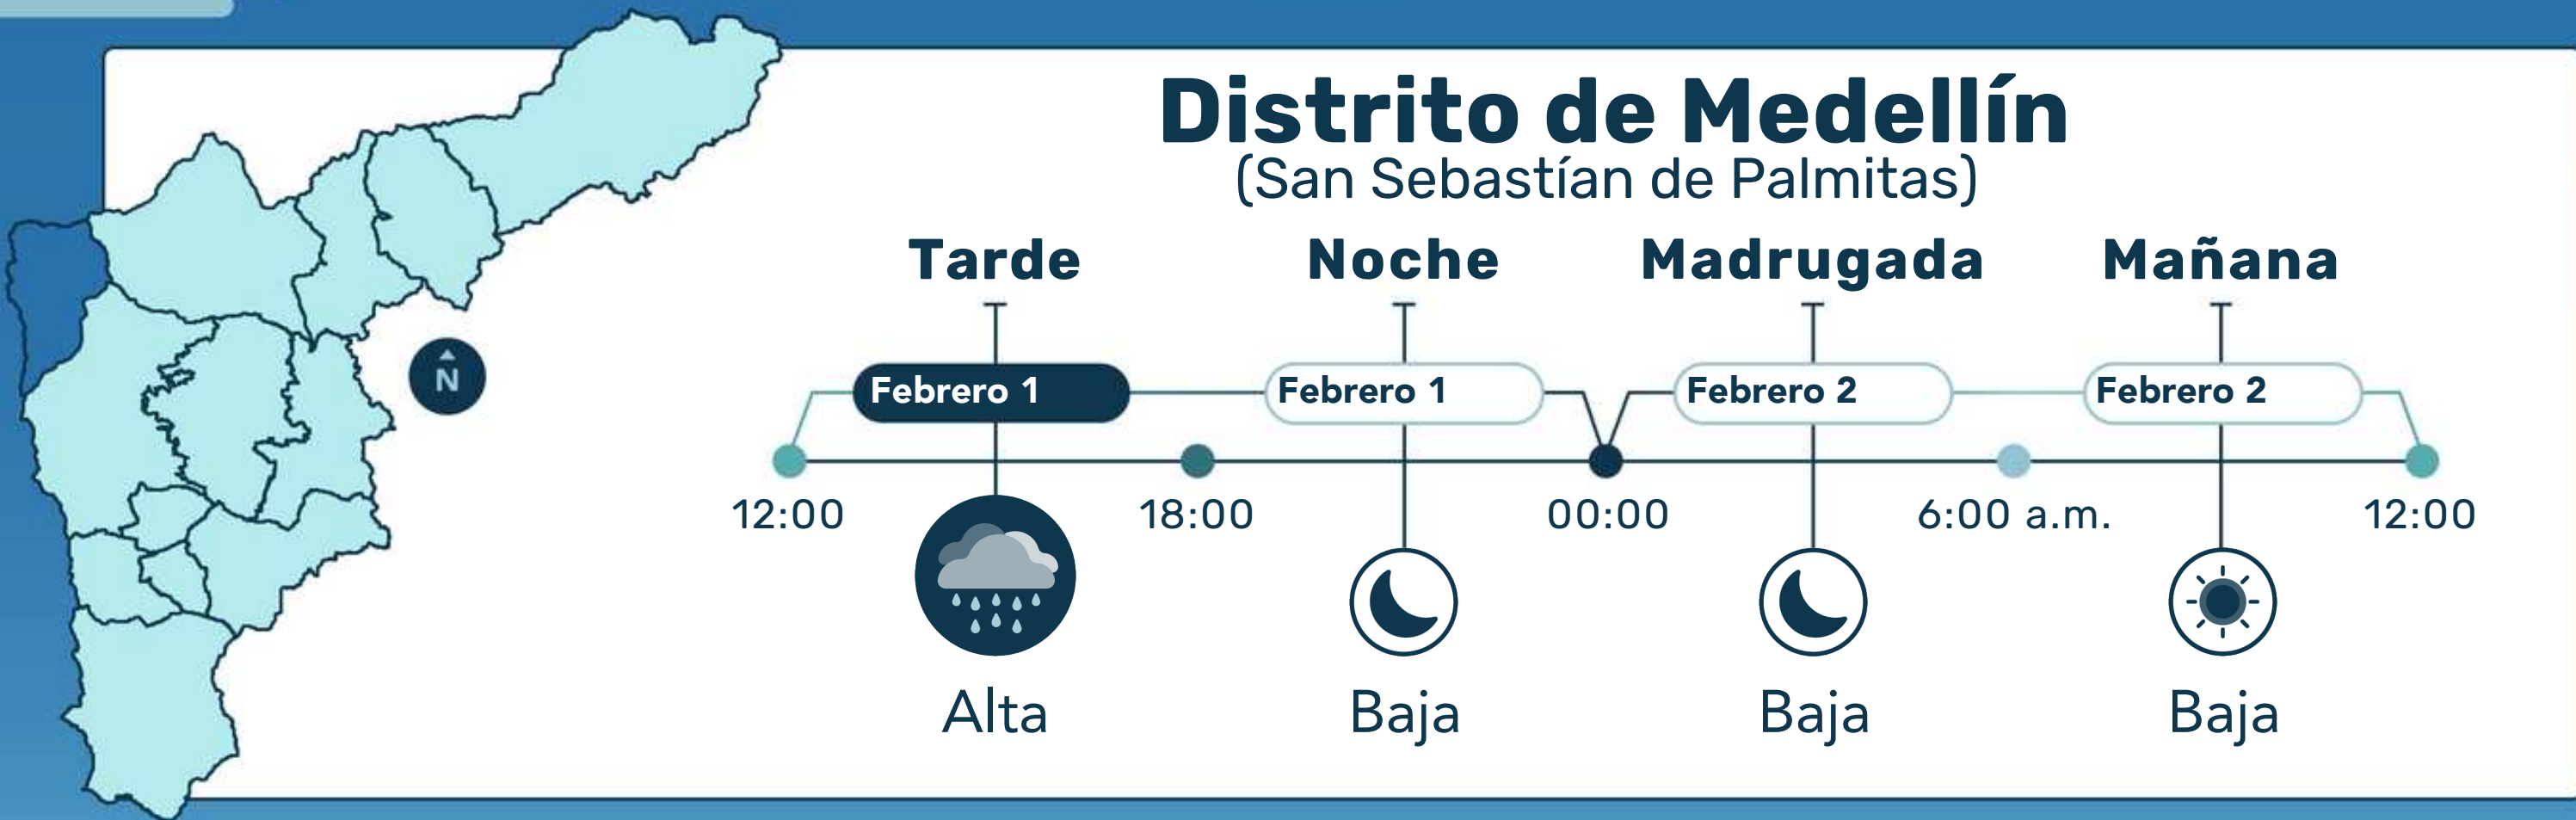 Distrito de Medellín
(San Sebastían de Palmitas)
Tarde Noche Madrugada Mañana
N
Febrero 1 Febrero 1 Febrero 2 Febrero 2
12:00 18:00 00:00 6:00 a.m. 12:00
Alta Baja Baja Baja